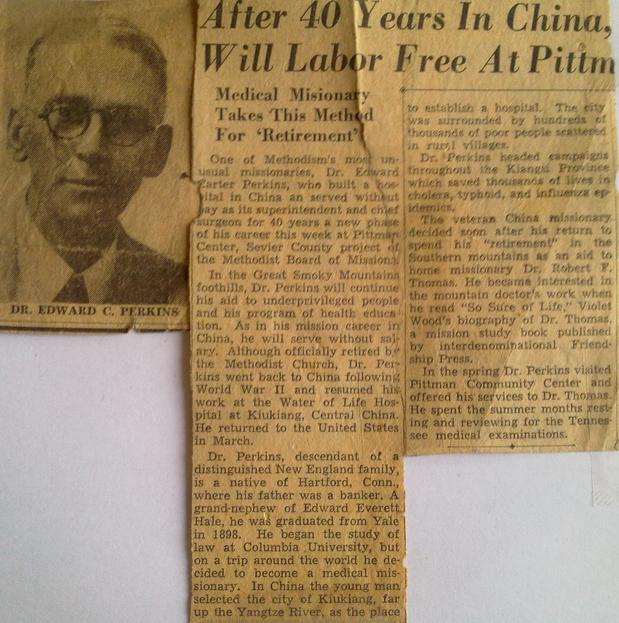 After 40 Years In China,
Will Labor Free At Pittm
Medical Misionary
Takes This Method
For 'Retirement'
One of Methodism's most un-
usual missionaries, Dr. Edward
Carter Perkins, who built a hos-
pital in China an served without
pay as its superintendent and chief
surgeon for 40 years a new phase
of his career this week at Pittman
Center, Sevier County project of
the Methodist Board of Missions.
In the Great Smoky Mountains
foothills, Dr. Perkins will continue
his aid to underprivileged people
and his program of health educa
tion. As in his mission career in
China, he will serve without sal-
ary. Although officially retired by
the Methodist Church, Dr. Per-
kins went back to China following
World War II and resumed his
work at the Water of Life Hos-
pital at Kiukiang, Central China.
He returned to the United States
in March.
Dr. Perkins, descendant of a
distinguished New England family,
is a native of Hartford, Conn.,
where his father was a banker. A
grand-nephew of Edward Everett
Hale, he was graduated from Yale
in 1898. He began the study of
law at Columbia University, but
on a trip around the world he de-
cided to become a medical mis-
sionary. In China the young man
selected the city of Kiukiang, far
up the Yangtze River, as the place
to establish a hospital. The city
was surrounded by hundreds of
thousands of poor people scattered
in rural villages.
Dr. Perkins headed campaigns
throughout the Kiangsi Province
which saved thousands of lives in
cholera, typhoid, and influenza ep-
idemics.
The veteran China missionary
decided soon after his return to
spend his "retirement" in the
Southern mountains as an aid to
home missionary Dr. Robert F.
Thomas. He became interested in
the mountain doctor's work when
he read "So Sure of Life," Violet
Wood's biography of Dr. Thomas,
a mission study book published
by interdenominational Friend-
ship Press.
In the spring Dr. Perkins visited
Pittman Community Center and
offered his services to Dr. Thomas.
He spent the summer months rest-
ing and reviewing for the Tennes-
see medical examinations.
DR. EDWARD C. PERKINS